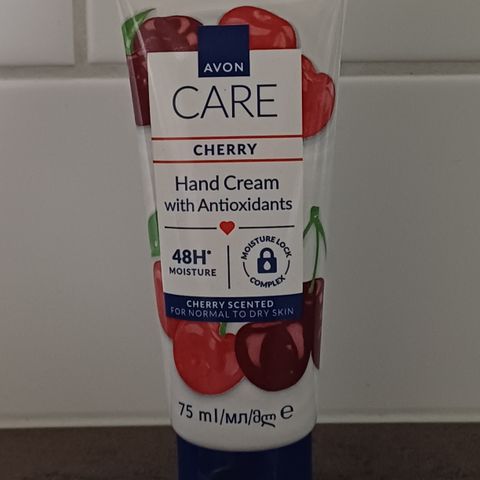 AVON
CARE
CHERRY
Hand Cream
with Antioxidants
48H*
MOISTURE
MOISTURE LOCK
COMPLEX
CHERRY SCENTED
FOR NORMAL TO DRY SKIN
75 ml/мл/მლ e